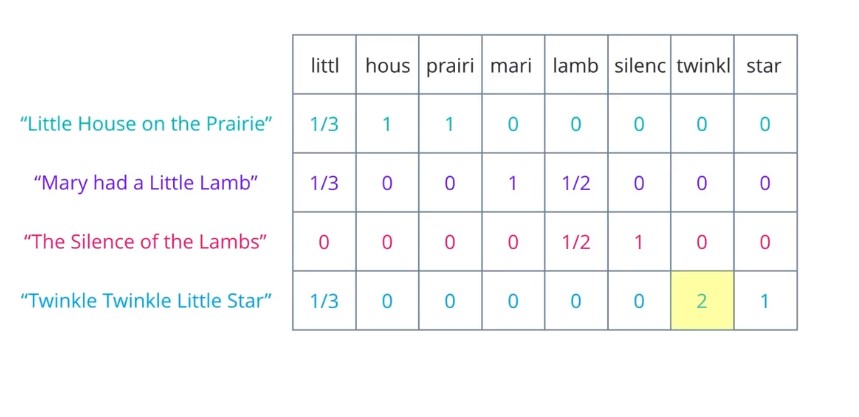 littl hous prairi mari lamb silenc twinkl star
“Little House on the Prairie” 1/3 1 1 0 0 0 0 0
“Mary had a Little Lamb” 1/3 0 0 1 1/2 0 0 0
“The Silence of the Lambs” 0 0 0 0 1/2 1 0 0
“Twinkle Twinkle Little Star” 1/3 0 0 0 0 0 2 1